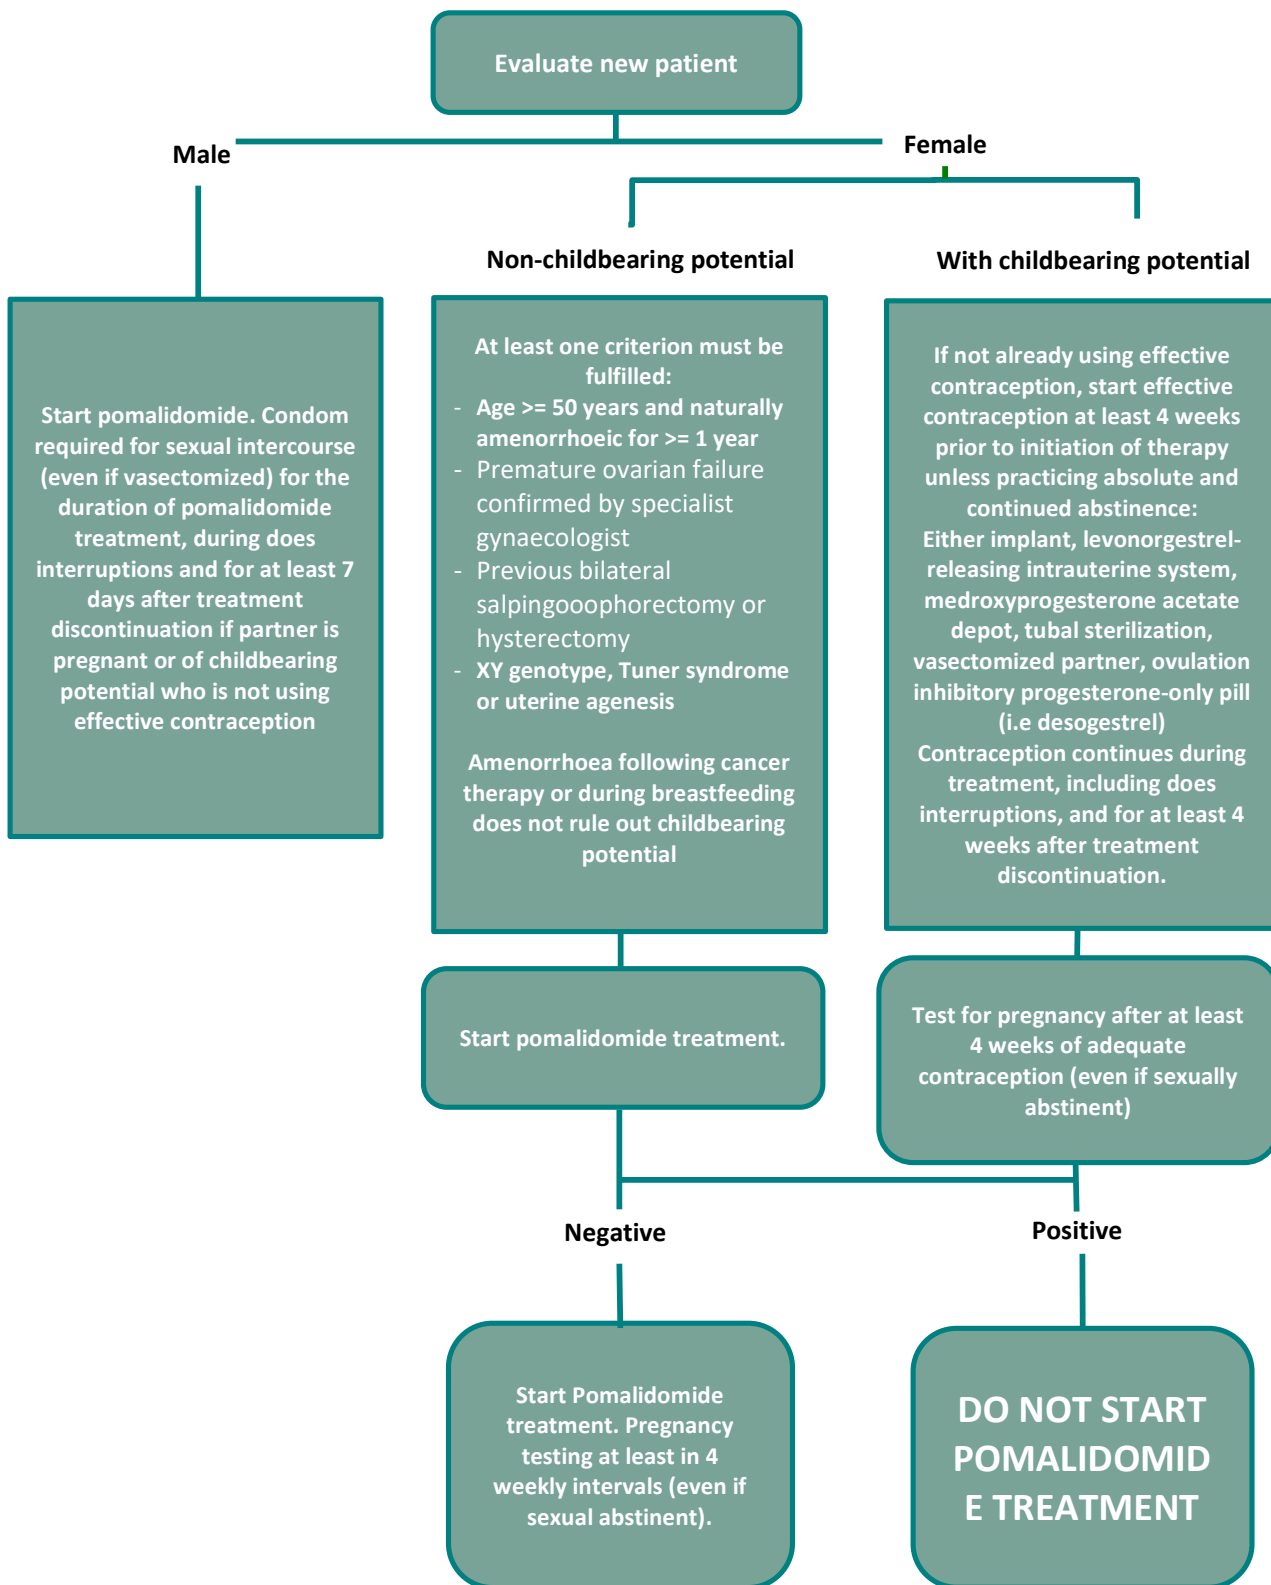 Evaluate new patient
Male
Female
Non-childbearing potential
With childbearing potential
Start pomalidomide. Condom
required for sexual intercourse
(even if vasectomized) for the
duration of pomalidomide
treatment, during does
interruptions and for at least 7
days after treatment
discontinuation if partner is
pregnant or of childbearing
potential who is not using
effective contraception
At least one criterion must be
fulfilled:
- Age >= 50 years and naturally
amenorrhoeic for >= 1 year
- Premature ovarian failure
confirmed by specialist
gynaecologist
- Previous bilateral
salpingooophorectomy or
hysterectomy
- XY genotype, Tuner syndrome
or uterine agenesis
Amenorrhoea following cancer
therapy or during breastfeeding
does not rule out childbearing
potential
If not already using effective
contraception, start effective
contraception at least 4 weeks
prior to initiation of therapy
unless practicing absolute and
continued abstinence:
Either implant, levonorgestrel-
releasing intrauterine system,
medroxyprogesterone acetate
depot, tubal sterilization,
vasectomized partner, ovulation
inhibitory progesterone-only pill
(i.e desogestrel)
Contraception continues during
treatment, including does
interruptions, and for at least 4
weeks after treatment
discontinuation.
Start pomalidomide treatment.
Test for pregnancy after at least
4 weeks of adequate
contraception (even if sexually
abstinent)
Negative
Positive
Start Pomalidomide
treatment. Pregnancy
testing at least in 4
weekly intervals (even if
sexual abstinent).
DO NOT START
POMALIDOMID
E TREATMENT